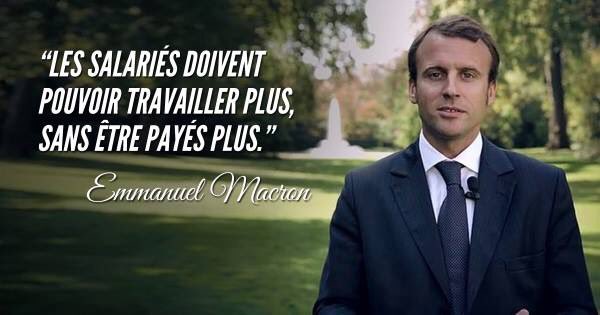 “LES SALARIÉS DOIVENT
POUVOIR TRAVAILLER PLUS,
SANS ÊTRE PAYÉS PLUS.”
Emmanuel Macron